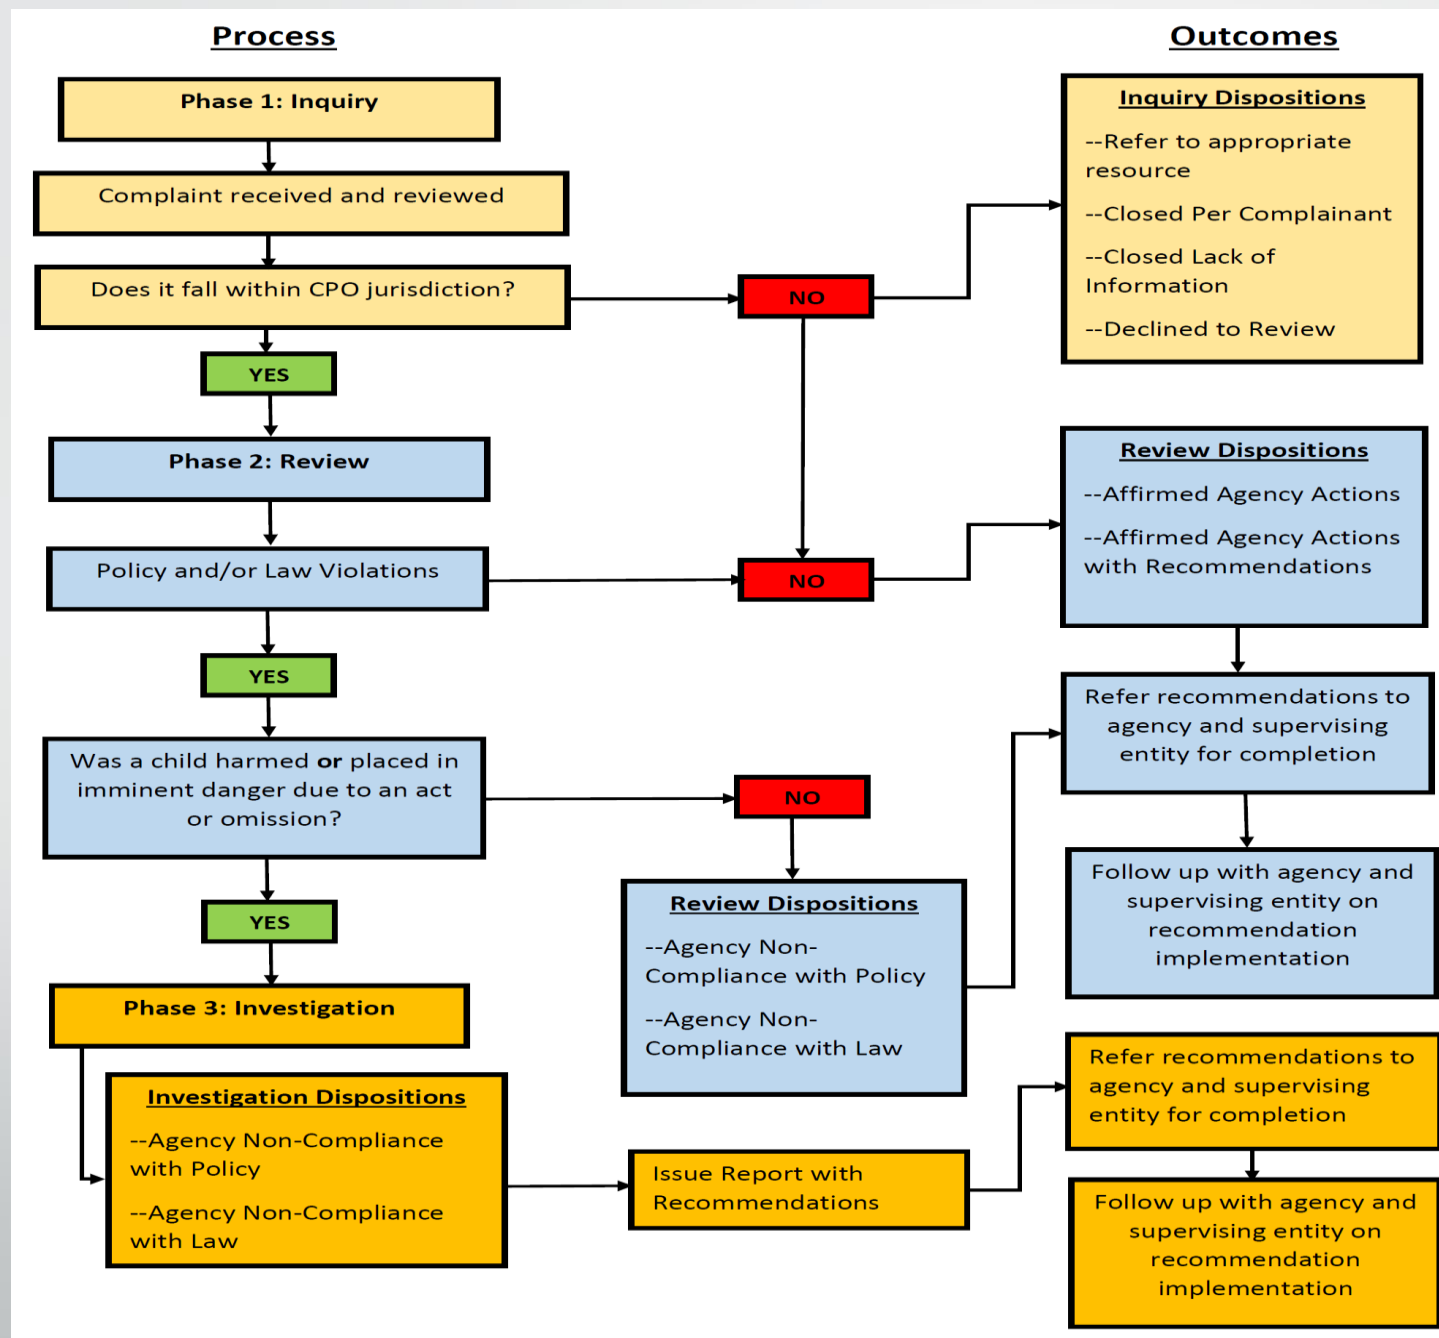 Process
Outcomes
Phase 1: Inquiry
Complaint received and reviewed
Does it fall within CPO jurisdiction?
NO
YES
Inquiry Dispositions
--Refer to appropriate
resource
--Closed Per Complainant
--Closed Lack of
Information
--Declined to Review
Phase 2: Review
Policy and/or Law Violations
NO
YES
Review Dispositions
--Affirmed Agency Actions
--Affirmed Agency Actions
with Recommendations
Refer recommendations to
agency and supervising
entity for completion
Follow up with agency and
supervising entity on
recommendation
implementation
Was a child harmed or placed in
imminent danger due to an act
or omission?
NO
YES
Review Dispositions
--Agency Non-
Compliance with Policy
--Agency Non-
Compliance with Law
Phase 3: Investigation
Investigation Dispositions
--Agency Non-Compliance
with Policy
--Agency Non-Compliance
with Law
Issue Report with
Recommendations
Refer recommendations to
agency and supervising
entity for completion
Follow up with agency and
supervising entity on
recommendation
implementation